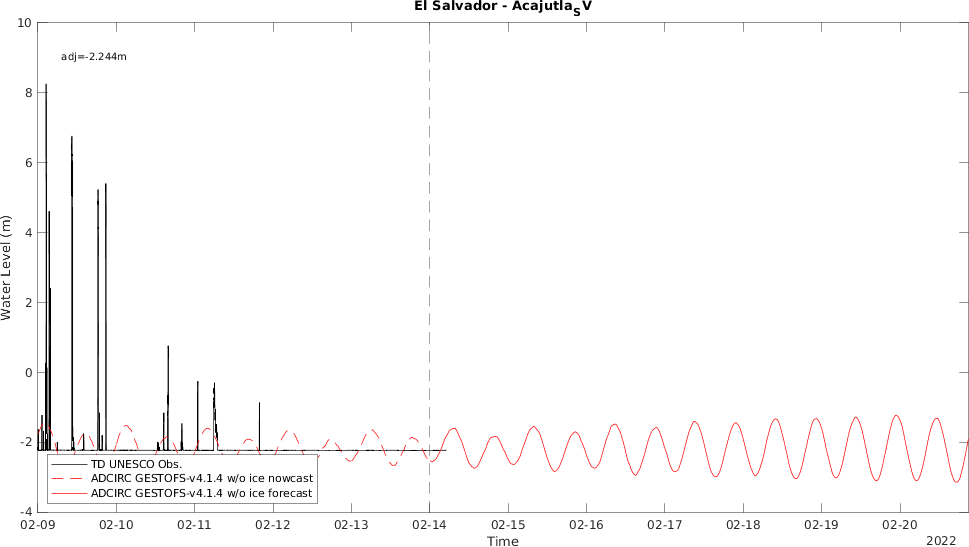 El Salvador - AcajutlaSV
10
8
6
4
2
0
-2
-4
Water Level (m)
adj=-2.244m
TD UNESCO Obs.
ADCIRC GESTOFS-v4.1.4 w/o ice nowcast
ADCIRC GESTOFS-v4.1.4 w/o ice forecast
02-09 02-10 02-11 02-12 02-13 02-14 02-15 02-16 02-17 02-18 02-19 02-20
Time
2022